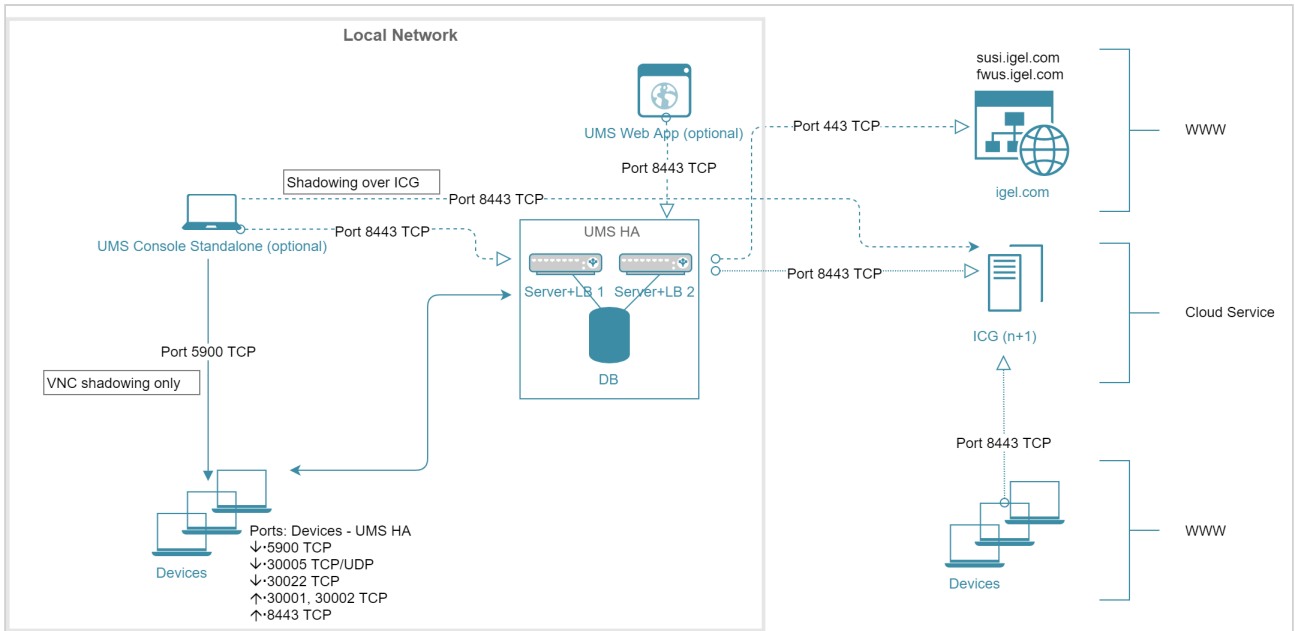 Local Network
susi.igel.com
fwus.igel.com
UMS Web App (optional)
Port 443 TCP
WWW
Port 8443 TCP
igel.com
Shadowing over ICG
Port 8443 TCP
Port 8443 TCP
UMS HA
UMS Console Standalone (optional)
Port 8443 TCP
Server+LB 1
Server+LB 2
Cloud Service
ICG (n+1)
Port 5900 TCP
DB
VNC shadowing only
Port 8443 TCP
Ports: Devices - UMS HA
↓·5900 TCP
↓·30005 TCP/UDP
↓·30022 TCP
↑·30001, 30002 TCP
↑·8443 TCP
Devices
WWW
Devices